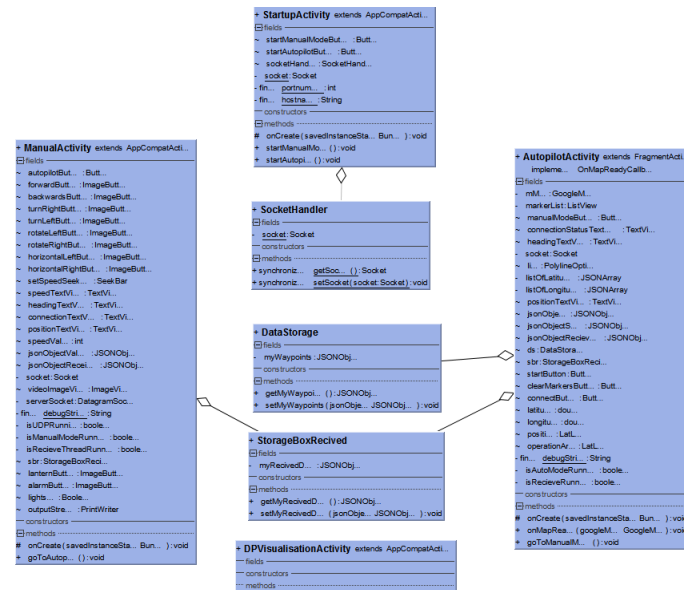 + StartupActivity extends AppCompatActi...
fields
~ startManualModeBut... : Butt...
~ startAutopilotBut... : Butt...
~ socketHand... : SocketHand...
- socket: Socket
- fin... portnum... : int
- fin... hostna... : String
constructors
methods
# onCreate ( savedInstanceSta... Bun... ) : void
+ startManualMo... ( ) : void
+ startAutopi... ( ) : void
+ SocketHandler
fields
- socket: Socket
constructors
methods
+ synchroniz... getSoc... ( ) : Socket
+ synchroniz... setSocket( socket: Socket) : void
+ DataStorage
fields
- myWaypoints : JSONObj...
constructors
methods
+ getMyWaypoi... ( ) : JSONObj...
+ setMyWaypoints ( jsonObje... JSONObj... ) : void
+ StorageBoxRecived
fields
- myRecivedD... : JSONObj...
constructors
methods
+ getMyRecivedD... ( ) : JSONObj...
+ setMyRecivedD... ( jsonObje... JSONObj... ) : void
+ DPVisualisationActivity extends AppCompatActi...
fields
constructors
methods
+ ManualActivity extends AppCompatActi...
fields
~ autopilotBut... : Butt...
~ forwardButt... : ImageButt...
~ backwardsButt... : ImageButt...
~ turnRightButt... : ImageButt...
~ turnLeftButt... : ImageButt...
~ rotateLeftButt... : ImageButt...
~ rotateRightButt... : ImageButt...
~ horizontalLeftBut... : ImageButt...
~ horizontalRightBut... : ImageButt...
~ setSpeedSeek... : SeekBar
~ speedTextVi... : TextVi...
~ headingTextV... : TextVi...
~ connectionTextV... : TextVi...
~ positionTextVi... : TextVi...
~ speedVal... : int
~ jsonObjectVal... : JSONObj...
~ jsonObjectRecei... : JSONObj...
- socket: Socket
~ videoImageVi... : ImageVi...
- serverSocket: DatagramSoc...
- fin... debugStri... : String
- isUDPRunni... : boole...
- isManualModeRunn... : boole...
- isRecieveThreadRunn... : boole...
~ sbr: StorageBoxReci...
~ lanternButt... : ImageButt...
~ alarmButt... : ImageButt...
~ lights... : Boole...
~ outputStre... : PrintWriter
constructors
methods
# onCreate ( savedInstanceSta... Bun... ) : void
+ goToAutop... ( ) : void
+ AutopilotActivity extends FragmentActi...
impleme... OnMapReadyCallb...
fields
- mM... : GoogleM...
- markerList : ListView
~ manualModeBut... : Butt...
~ connectionStatusText... : TextVi...
~ headingTextV... : TextVi...
- socket: Socket
~ li... : PolylineOpti...
~ listOfLatitu... : JSONArray
~ listOfLongitu... : JSONArray
~ positionTextVi... : TextVi...
~ jsonObje... : JSONObj...
~ jsonObjectS... : JSONObj...
~ jsonObjectReciev... : JSONObj...
~ ds : DataStora...
~ sbr: StorageBoxReci...
~ startButton : Butt...
~ clearMarkersButt... : Butt...
~ connectBut... : Butt...
~ latitu... : dou...
~ longitu... : dou...
~ positi... : LatL...
~ operationAr... : LatL...
- fin... debugStri... : String
- isAutoModeRunn... : boole...
- isRecieveRunn... : boole...
constructors
methods
# onCreate ( savedInstanceSta... Bun... ) : void
+ onMapRea... ( googleM... GoogleM... ) : void
+ goToManualM... ( ) : void